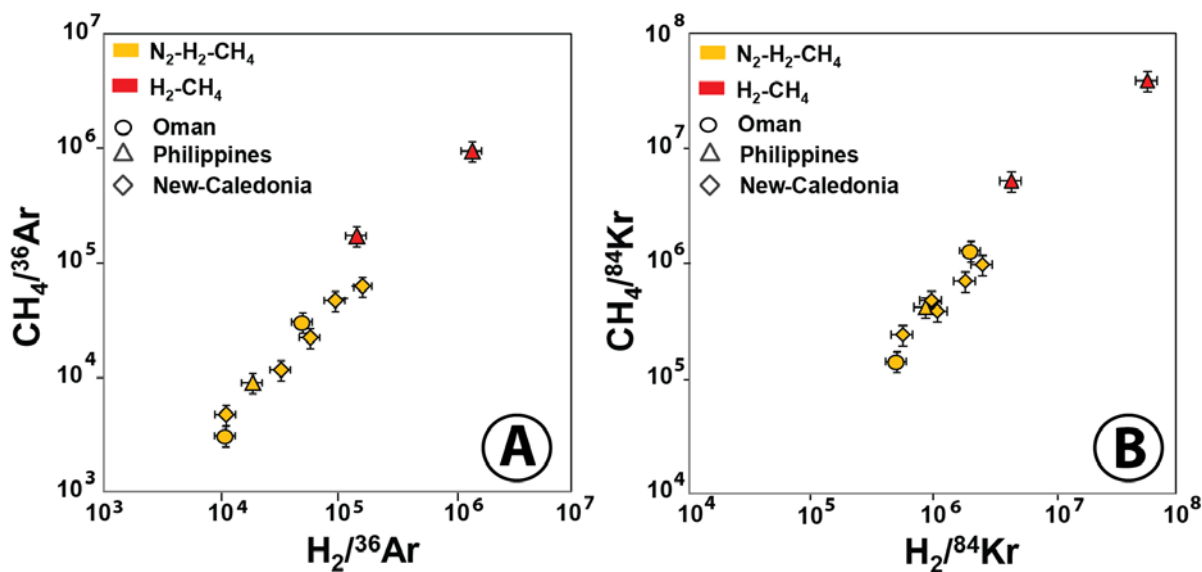 10⁷
10⁶
10⁵
10⁴
10³
CH₄/³⁶Ar
N₂-H₂-CH₄
H₂-CH₄
Oman
Philippines
New-Caledonia
A
10³ 10⁴ 10⁵ 10⁶ 10⁷
H₂/³⁶Ar
10⁸
10⁷
10⁶
10⁵
10⁴
CH₄/⁸⁴Kr
N₂-H₂-CH₄
H₂-CH₄
Oman
Philippines
New-Caledonia
B
10⁴ 10⁵ 10⁶ 10⁷ 10⁸
H₂/⁸⁴Kr